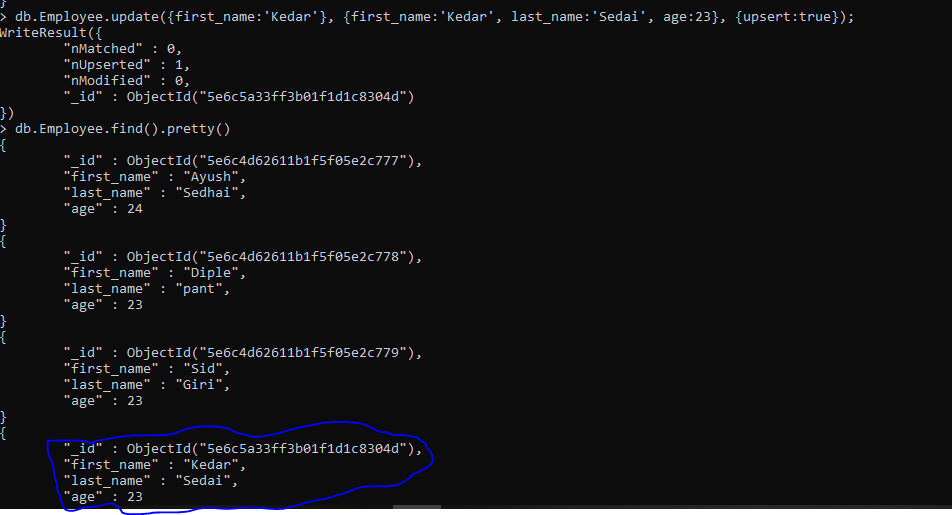 }
> db.Employee.update({first_name:'Kedar'}, {first_name:'Kedar', last_name:'Sedai', age:23}, {upsert:true});
WriteResult({
"nMatched" : 0,
"nUpserted" : 1,
"nModified" : 0,
"_id" : ObjectId("5e6c5a33ff3b01f1d1c8304d")
})
> db.Employee.find().pretty()
{
"_id" : ObjectId("5e6c4d62611b1f5f05e2c777"),
"first_name" : "Ayush",
"last_name" : "Sedhai",
"age" : 24
}
{
"_id" : ObjectId("5e6c4d62611b1f5f05e2c778"),
"first_name" : "Diple",
"last_name" : "pant",
"age" : 23
}
{
"_id" : ObjectId("5e6c4d62611b1f5f05e2c779"),
"first_name" : "Sid",
"last_name" : "Giri",
"age" : 23
}
{
"_id" : ObjectId("5e6c5a33ff3b01f1d1c8304d"),
"first_name" : "Kedar",
"last_name" : "Sedai",
"age" : 23